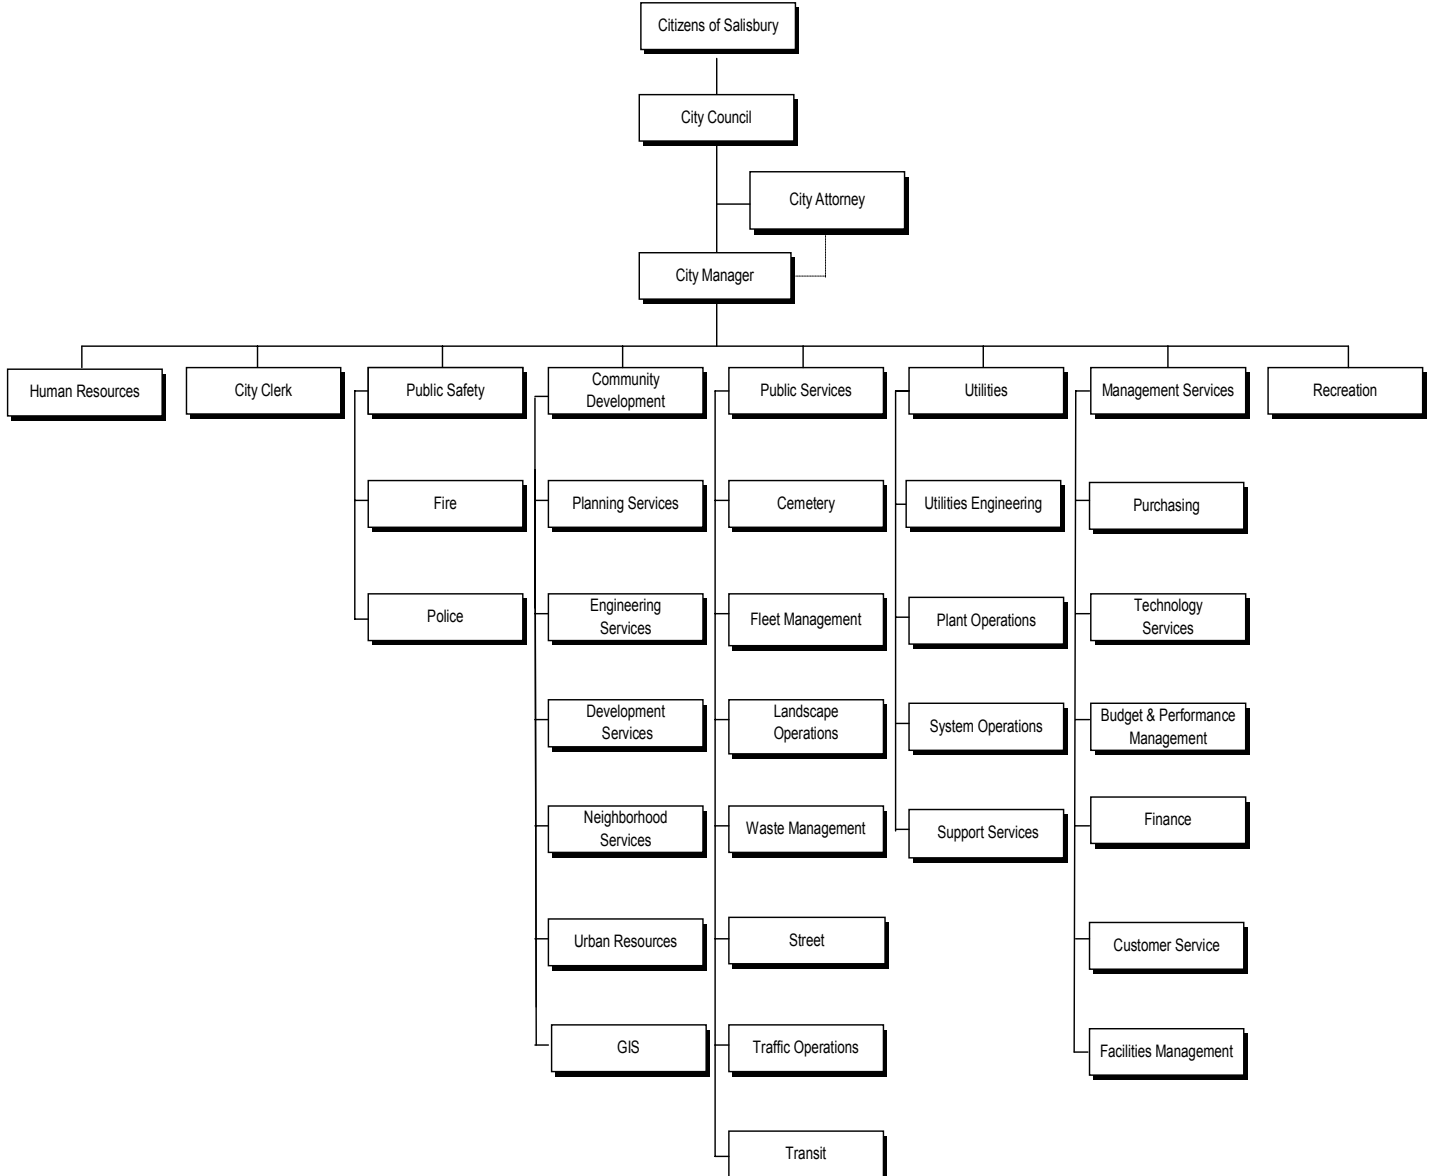 Citizens of Salisbury
City Council
City Attorney
City Manager
Human Resources
City Clerk
Public Safety
Community
Development
Public Services
Utilities
Management Services
Recreation
Fire
Planning Services
Cemetery
Utilities Engineering
Purchasing
Police
Engineering
Services
Fleet Management
Plant Operations
Technology
Services
Development
Services
Landscape
Operations
System Operations
Budget & Performance
Management
Neighborhood
Services
Waste Management
Support Services
Finance
Urban Resources
Street
Customer Service
GIS
Traffic Operations
Facilities Management
Transit